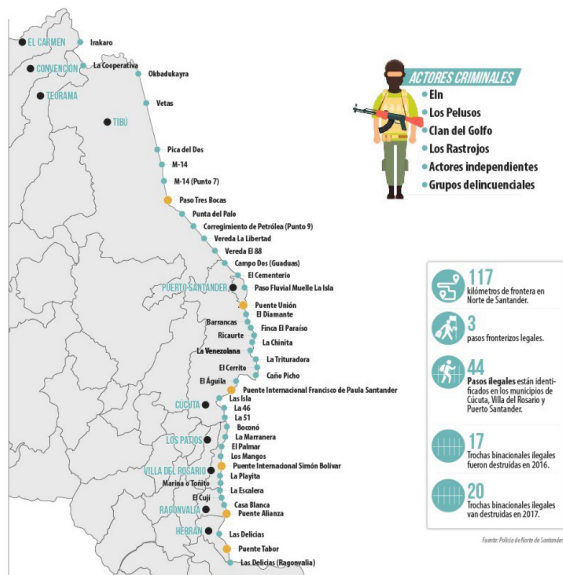 EL CARMEN
Irakaro
La Cooperativa
CONVENCIÓN
Okbadukayra
TEORAMA
Vetas
TIBÚ
Pica del Dos
M-14
M-14 (Punto 7)
Paso Tres Bocas
Punta del Palo
Corregimiento de Petrólea (Punto 9)
Vereda La Libertad
Vereda El 88
Campo Dos (Guaduas)
El Cementerio
PUERTO SANTANDER
Paso Fluvial Muelle La Isla
Puente Unión
El Diamante
Barrancas
Finca El Paraiso
Ricaurte
La Chinita
La Venezolana
La Trituradora
El Cerrito
Caño Picho
El Águila
Puente Internacional Francisco de Paula Santander
Las Isla
CÚCUTA
La 46
La 51
Boconó
LOS PATIOS
La Marranera
El Palmar
Los Mangos
Puente Internacional Simón Bolívar
VILLA DEL ROSARIO
La Playita
Marina o Toñito
La Escalera
El Cují
Casa Blanca
RAGONVALIA
Puente Alianza
HERRÁN
Las Delicias
Puente Tabor
Las Delicias (Ragonvalia)
ACTORES CRIMINALES
Eln
Los Pelusos
Clan del Golfo
Los Rastrojos
Actores independientes
Grupos delincuenciales
117
kilómetros de frontera en
Norte de Santander.
3
pasos fronterizos legales.
44
Pasos ilegales están identi-
ficados en los municipios de
Cúcuta, Villa del Rosario y
Puerto Santander.
17
Trochas binacionales ilegales
fueron destruidas en 2016.
20
Trochas binacionales ilegales
van destruidas en 2017.
Fuente: Policía de Norte de Santander